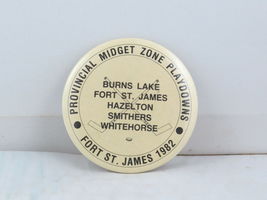 PROVINCIAL MIDGET ZONE PLAYDOWNS
BURNS LAKE
FORT ST. JAMES
HAZELTON
SMITHERS
WHITEHORSE
FORT ST. JAMES 1982